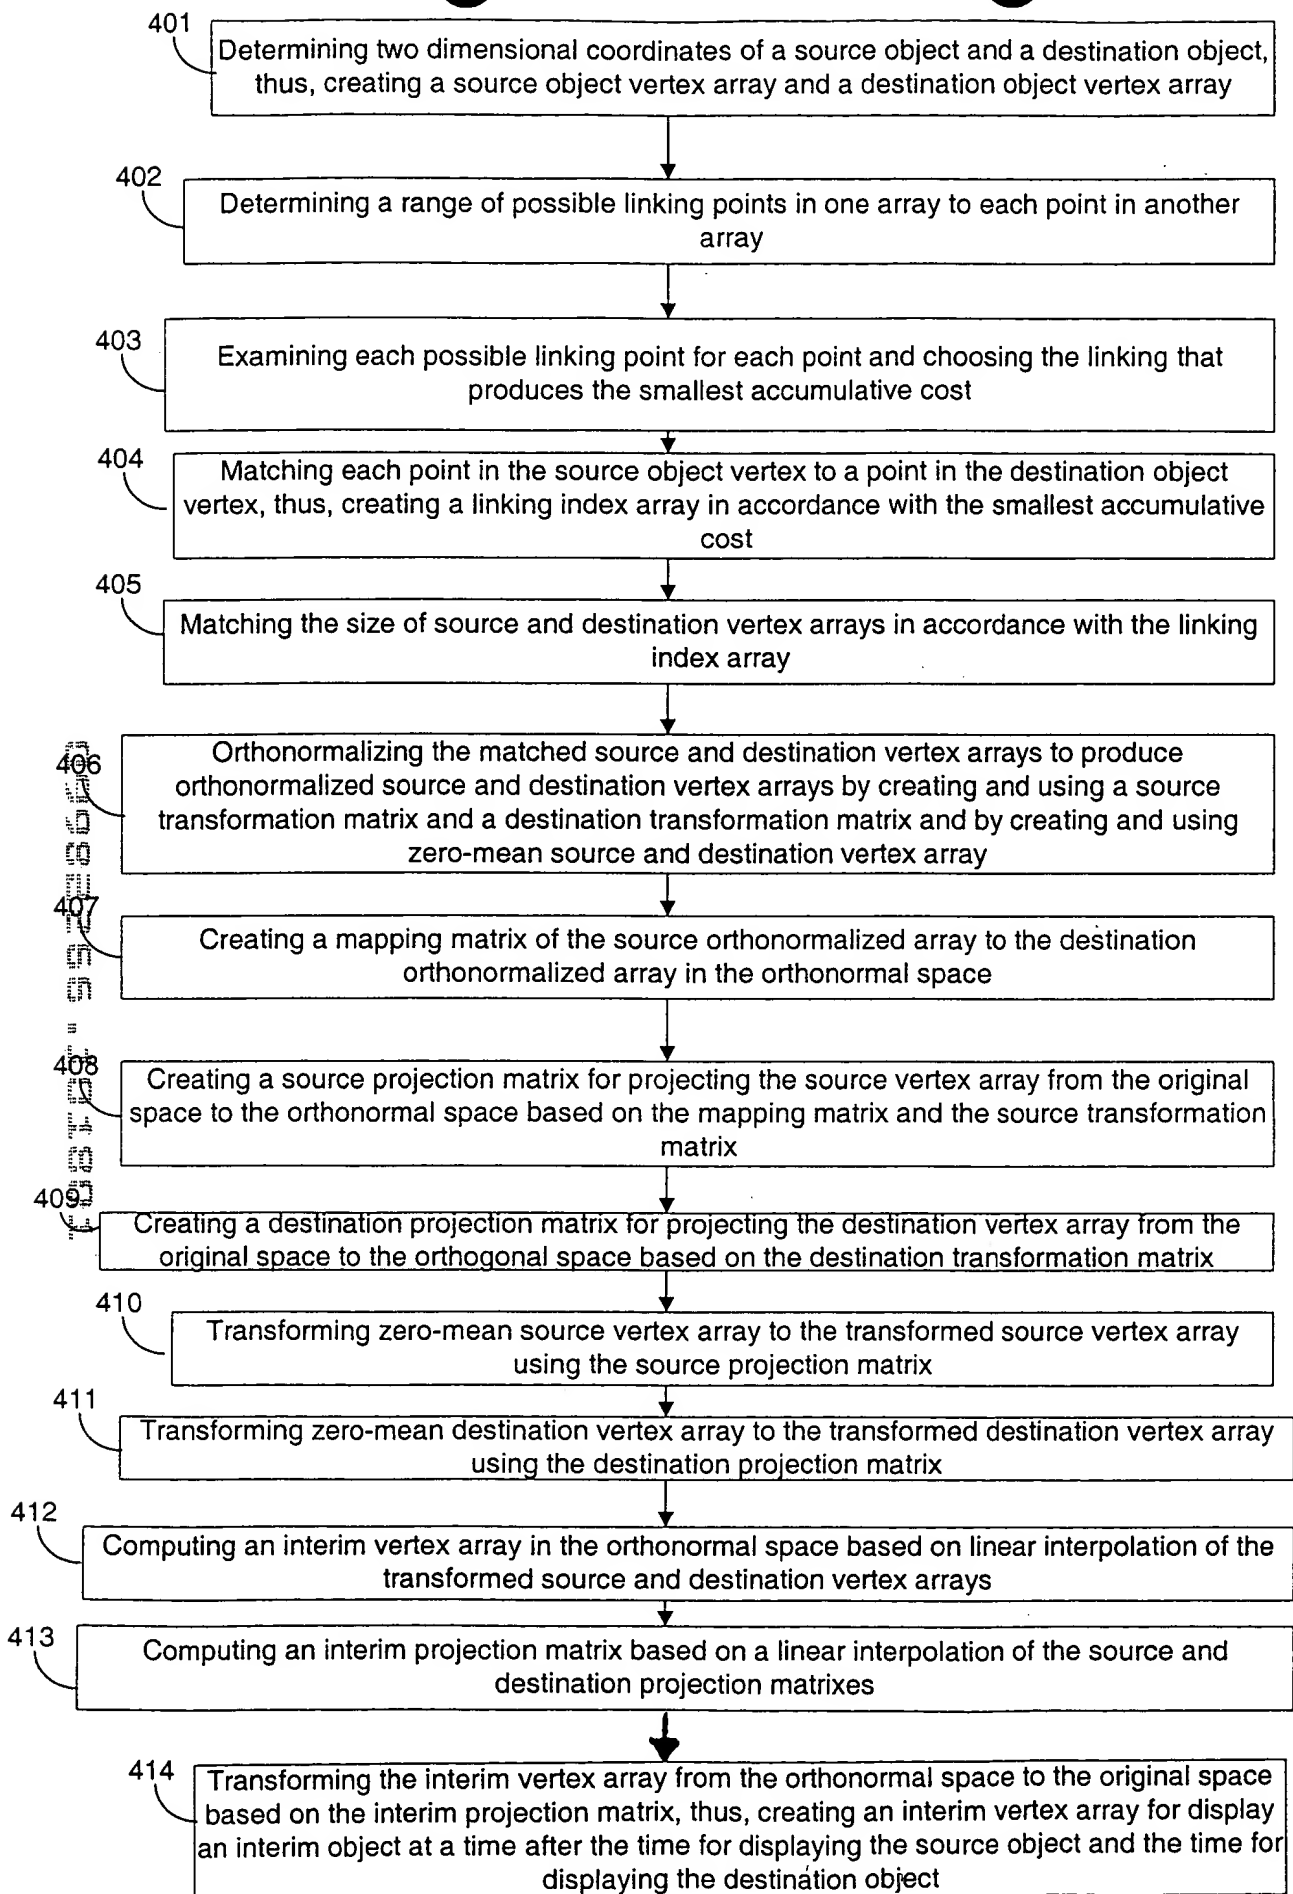 401
Determining two dimensional coordinates of a source object and a destination object,
thus, creating a source object vertex array and a destination object vertex array
402
Determining a range of possible linking points in one array to each point in another
array
403
Examining each possible linking point for each point and choosing the linking that
produces the smallest accumulative cost
404
Matching each point in the source object vertex to a point in the destination object
vertex, thus, creating a linking index array in accordance with the smallest accumulative
cost
405
Matching the size of source and destination vertex arrays in accordance with the linking
index array
406
Orthonormalizing the matched source and destination vertex arrays to produce
orthonormalized source and destination vertex arrays by creating and using a source
transformation matrix and a destination transformation matrix and by creating and using
zero-mean source and destination vertex array
407
Creating a mapping matrix of the source orthonormalized array to the destination
orthonormalized array in the orthonormal space
408
Creating a source projection matrix for projecting the source vertex array from the original
space to the orthonormal space based on the mapping matrix and the source transformation
matrix
409
Creating a destination projection matrix for projecting the destination vertex array from the
original space to the orthogonal space based on the destination transformation matrix
410
Transforming zero-mean source vertex array to the transformed source vertex array
using the source projection matrix
411
Transforming zero-mean destination vertex array to the transformed destination vertex array
using the destination projection matrix
412
Computing an interim vertex array in the orthonormal space based on linear interpolation of the
transformed source and destination vertex arrays
413
Computing an interim projection matrix based on a linear interpolation of the source and
destination projection matrixes
414
Transforming the interim vertex array from the orthonormal space to the original space
based on the interim projection matrix, thus, creating an interim vertex array for display
an interim object at a time after the time for displaying the source object and the time for
displaying the destination object